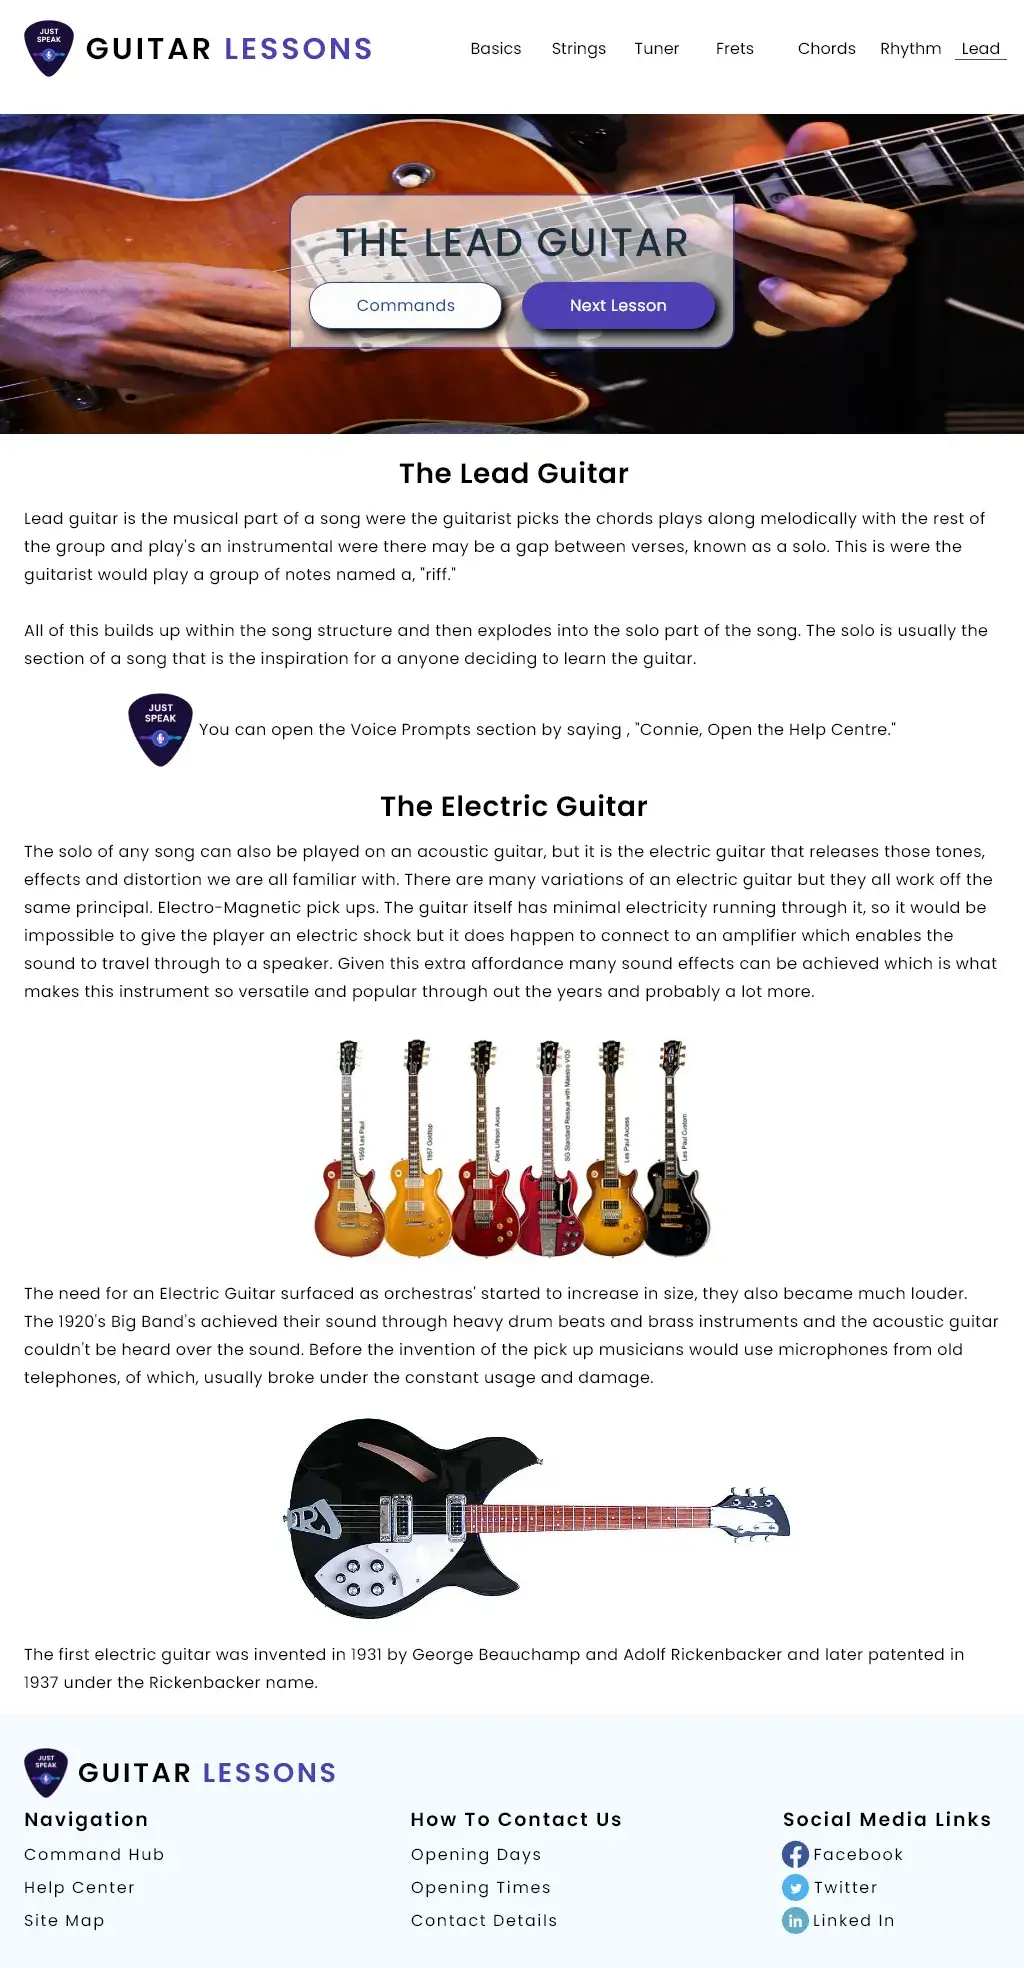 JUST
SPEAK
GUITAR LESSONS
Basics Strings Tuner Frets Chords Rhythm Lead
THE LEAD GUITAR
Commands Next Lesson
The Lead Guitar
Lead guitar is the musical part of a song were the guitarist picks the chords plays along melodically with the rest of
the group and play's an instrumental were there may be a gap between verses, known as a solo. This is were the
guitarist would play a group of notes named a, "riff."
All of this builds up within the song structure and then explodes into the solo part of the song. The solo is usually the
section of a song that is the inspiration for a anyone deciding to learn the guitar.
JUST
SPEAK
You can open the Voice Prompts section by saying , "Connie, Open the Help Centre."
The Electric Guitar
The solo of any song can also be played on an acoustic guitar, but it is the electric guitar that releases those tones,
effects and distortion we are all familiar with. There are many variations of an electric guitar but they all work off the
same principal. Electro-Magnetic pick ups. The guitar itself has minimal electricity running through it, so it would be
impossible to give the player an electric shock but it does happen to connect to an amplifier which enables the
sound to travel through to a speaker. Given this extra affordance many sound effects can be achieved which is what
makes this instrument so versatile and popular through out the years and probably a lot more.
1959 Les Paul
1957 Goldtop
Alex Lifeson Axcess
SG Standard Reissue with Maestro VOS
Les Paul Axcess
Les Paul Custom
The need for an Electric Guitar surfaced as orchestras' started to increase in size, they also became much louder.
The 1920's Big Band's achieved their sound through heavy drum beats and brass instruments and the acoustic guitar
couldn't be heard over the sound. Before the invention of the pick up musicians would use microphones from old
telephones, of which, usually broke under the constant usage and damage.
The first electric guitar was invented in 1931 by George Beauchamp and Adolf Rickenbacker and later patented in
1937 under the Rickenbacker name.
JUST
SPEAK
GUITAR LESSONS
Navigation How To Contact Us Social Media Links
Command Hub Opening Days Facebook
Help Center Opening Times Twitter
Site Map Contact Details Linked In